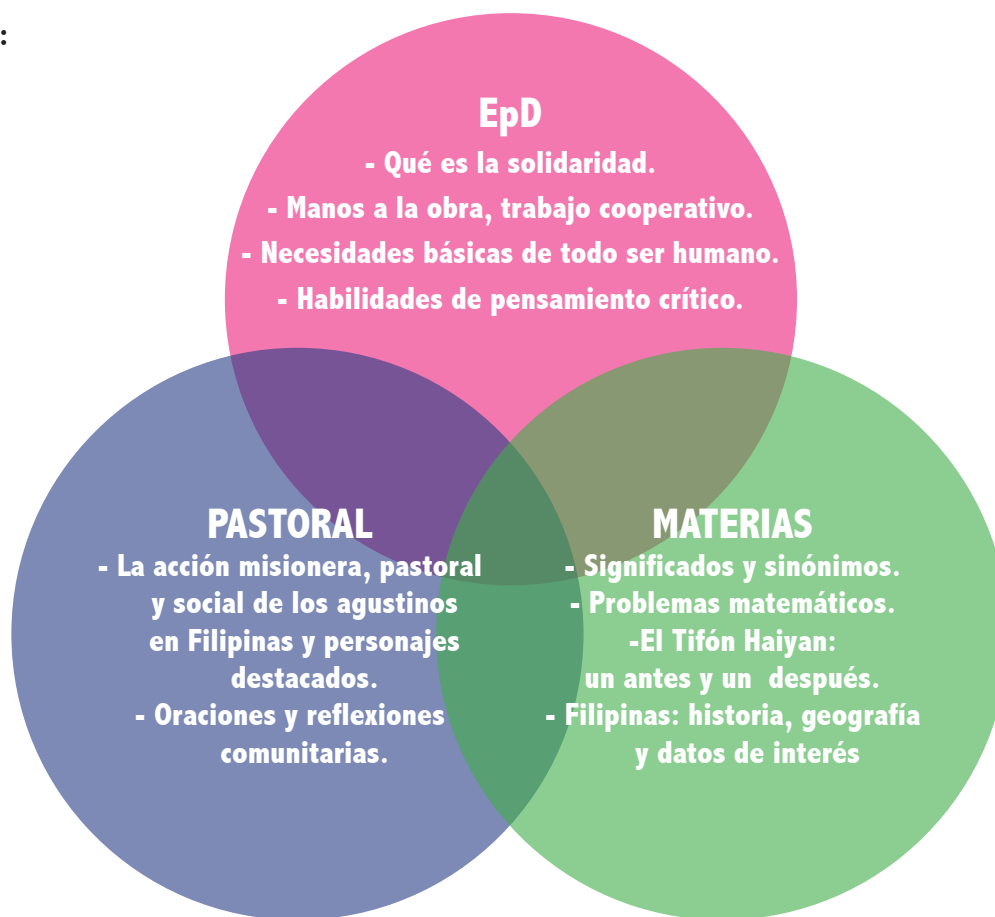 :
EpD
- Qué es la solidaridad.
- Manos a la obra, trabajo cooperativo.
- Necesidades básicas de todo ser humano.
- Habilidades de pensamiento crítico.
PASTORAL
- La acción misionera, pastoral
y social de los agustinos
en Filipinas y personajes
destacados.
- Oraciones y reflexiones
comunitarias.
MATERIAS
- Significados y sinónimos.
- Problemas matemáticos.
-El Tifón Haiyan:
un antes y un después.
- Filipinas: historia, geografía
y datos de interés